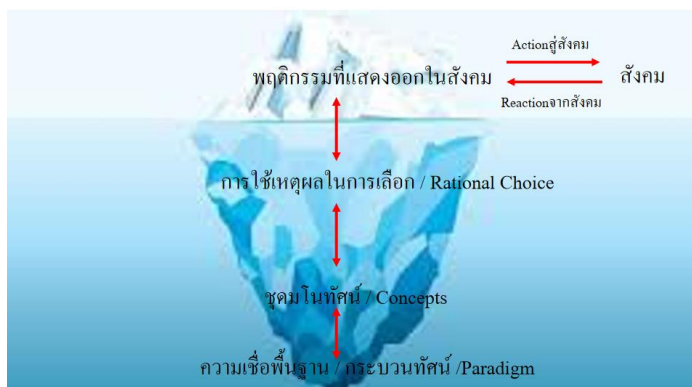 Actionสู่สังคม
พฤติกรรมที่แสดงออกในสังคม
สังคม
Reactionจากสังคม
การใช้เหตุผลในการเลือก / Rational Choice
ชุดมโนทัศน์ / Concepts
ความเชื่อพื้นฐาน / กระบวนทัศน์ /Paradigm